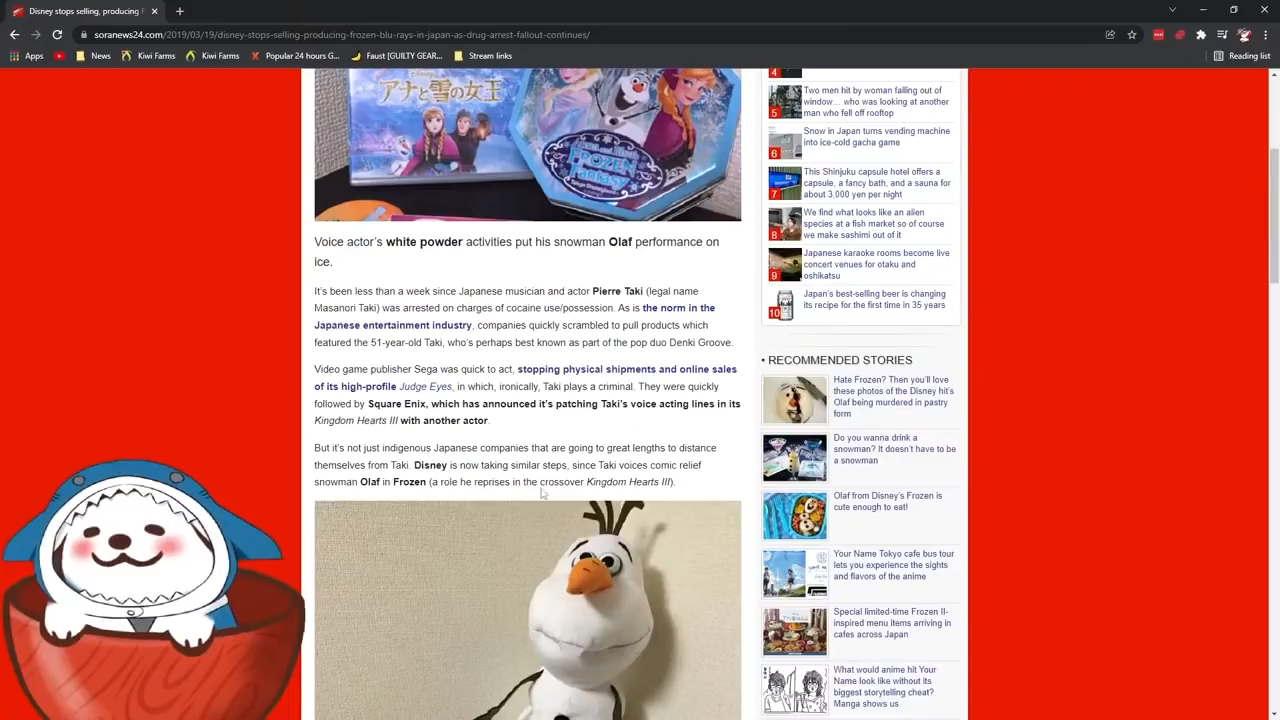 Disney stops selling, producing F
soranews24.com/2019/03/19/disney-stops-selling-producing-frozen-blu-rays-in-japan-as-drug-arrest-fallout-continues/
Apps
News
Kiwi Farms
Kiwi Farms
Popular 24 hours G...
Faust [GUILTY GEAR...
Stream links
Reading list
アナと雪の女王
FROZEN
FANTASY
Voice actor's white powder activities put his snowman Olaf performance on
ice.
It's been less than a week since Japanese musician and actor Pierre Taki (legal name
Masanori Taki) was arrested on charges of cocaine use/possession. As is the norm in the
Japanese entertainment industry, companies quickly scrambled to pull products which
featured the 51-year-old Taki, who's perhaps best known as part of the pop duo Denki Groove.
Video game publisher Sega was quick to act, stopping physical shipments and online sales
of its high-profile Judge Eyes, in which, ironically, Taki plays a criminal. They were quickly
followed by Square Enix, which has announced it's patching Taki's voice acting lines in its
Kingdom Hearts III with another actor.
But it's not just indigenous Japanese companies that are going to great lengths to distance
themselves from Taki. Disney is now taking similar steps, since Taki voices comic relief
snowman Olaf in Frozen (a role he reprises in the crossover Kingdom Hearts III).
4
5
Two men hit by woman falling out of
window… who was looking at another
man who fell off rooftop
6
Snow in Japan turns vending machine
into ice-cold gacha game
7
This Shinjuku capsule hotel offers a
capsule, a fancy bath, and a sauna for
about 3,000 yen per night
8
We find what looks like an alien
species at a fish market so of course
we make sashimi out of it
9
Japanese karaoke rooms become live
concert venues for otaku and
oshikatsu
10
Japan's best-selling beer is changing
its recipe for the first time in 35 years
• RECOMMENDED STORIES
Hate Frozen? Then you'll love
these photos of the Disney hit's
Olaf being murdered in pastry
form
Do you wanna drink a
snowman? It doesn't have to be
a snowman
Olaf from Disney's Frozen is
cute enough to eat!
Your Name Tokyo cafe bus tour
lets you experience the sights
and flavors of the anime
Special limited-time Frozen II-
inspired menu items arriving in
cafes across Japan
What would anime hit Your
Name look like without its
biggest storytelling cheat?
Manga shows us